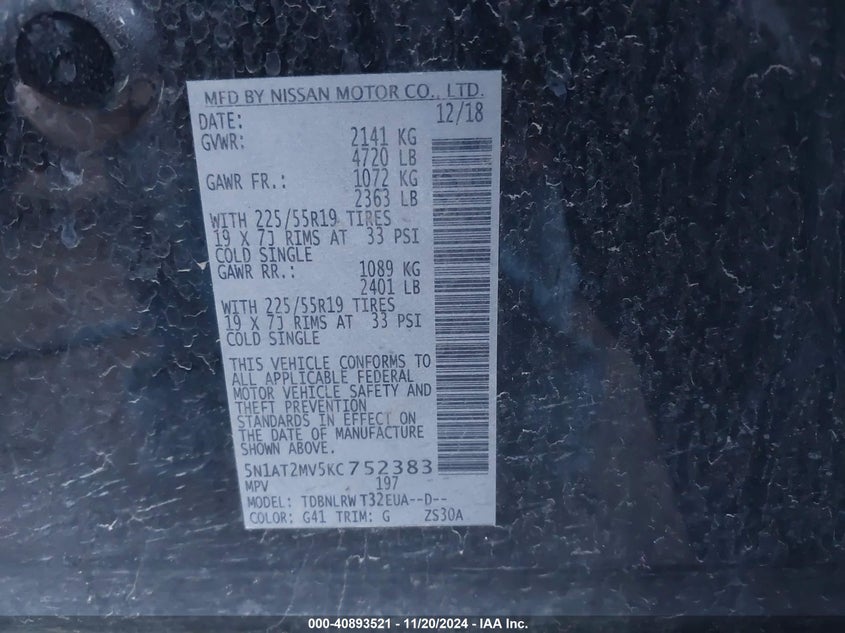 MFD BY NISSAN MOTOR CO., LTD.
DATE: 12/18
GVWR: 2141 KG
4720 LB
GAWR FR.: 1072 KG
2363 LB
WITH 225/55R19 TIRES
19 X 7J RIMS AT 33 PSI
COLD SINGLE
GAWR RR.: 1089 KG
2401 LB
WITH 225/55R19 TIRES
19 X 7J RIMS AT 33 PSI
COLD SINGLE
THIS VEHICLE CONFORMS TO
ALL APPLICABLE FEDERAL
MOTOR VEHICLE SAFETY AND
THEFT PREVENTION
STANDARDS IN EFFECT ON
THE DATE OF MANUFACTURE
SHOWN ABOVE.
5N1AT2MV5KC752383
MPV 197
MODEL: TDBNLRW T32EUA--D--
COLOR: G41 TRIM: G ZS30A
000-40893521 - 11/20/2024 - IAA Inc.